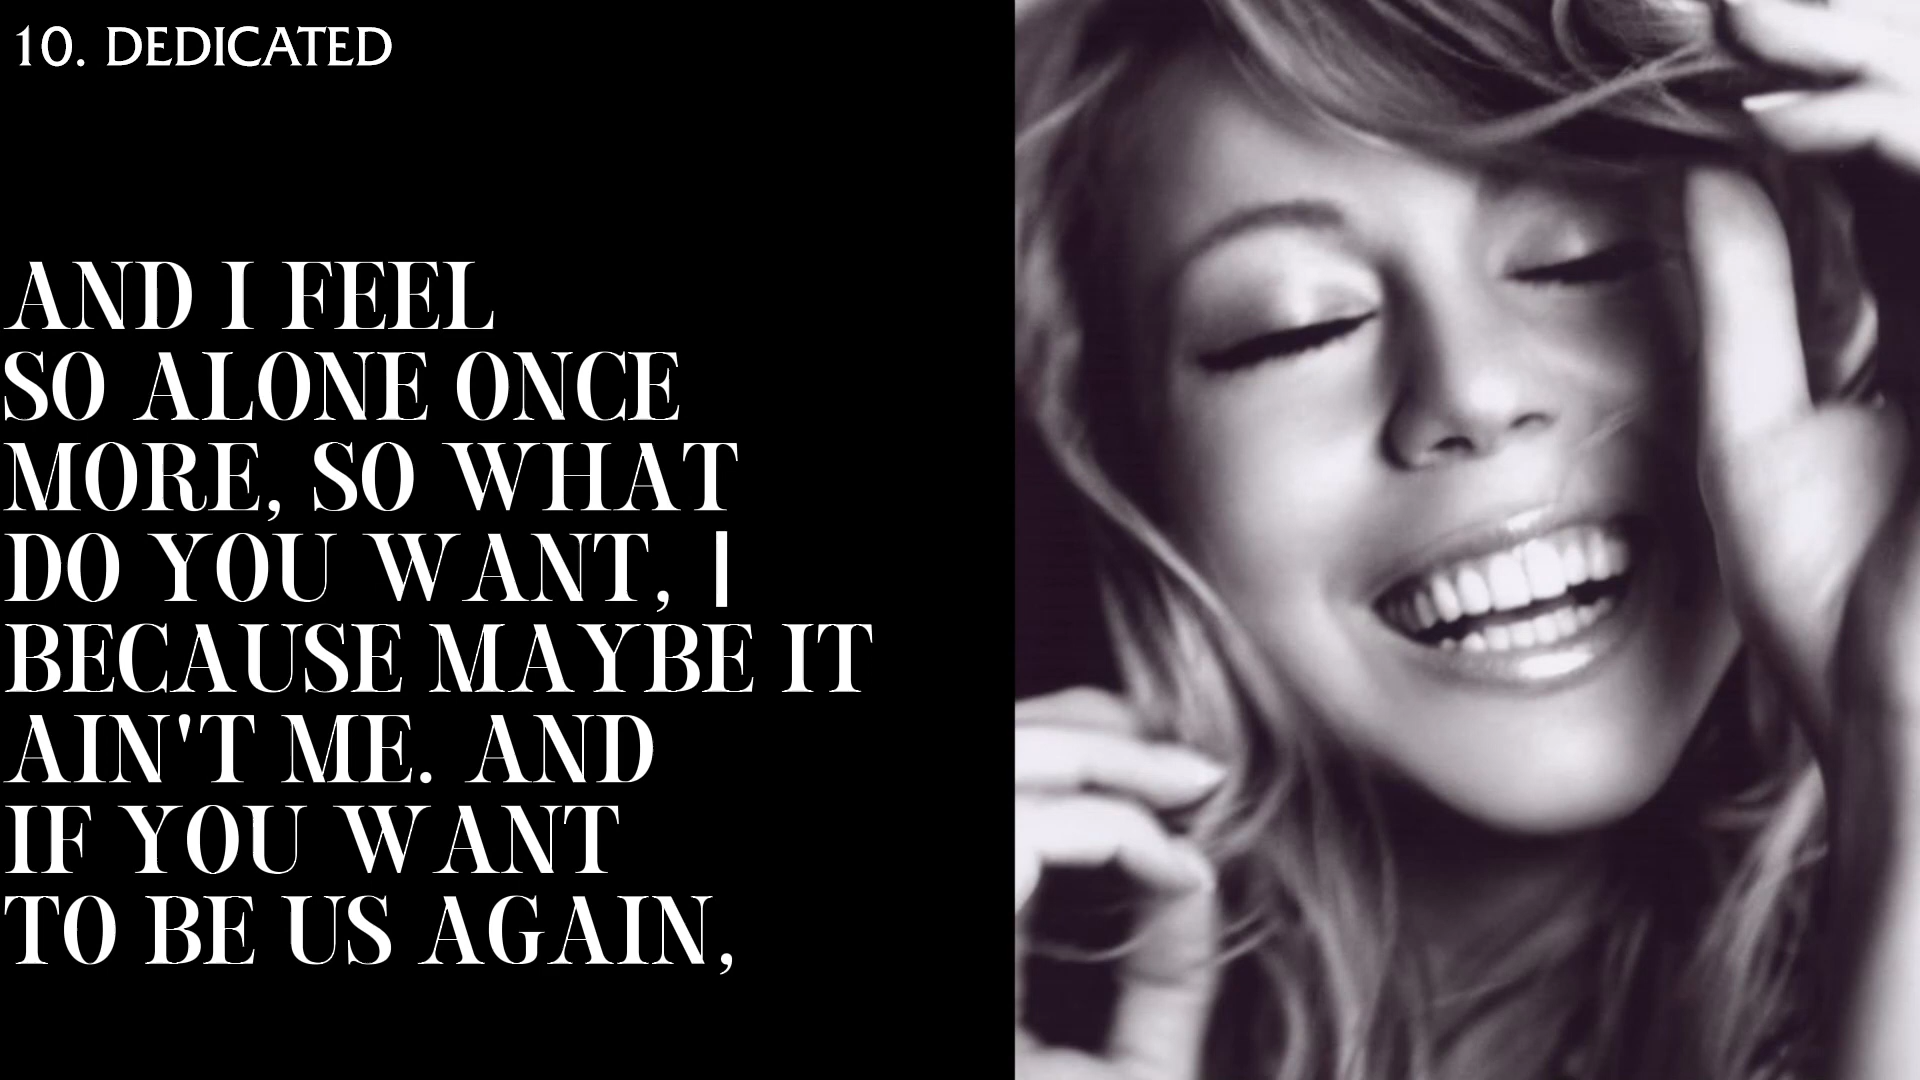 10. DEDICATED
AND I FEEL
SO ALONE ONCE
MORE, SO WHAT
DO YOU WANT, |
BECAUSE MAYBE IT
AIN'T ME. AND
IF YOU WANT
TO BE US AGAIN,